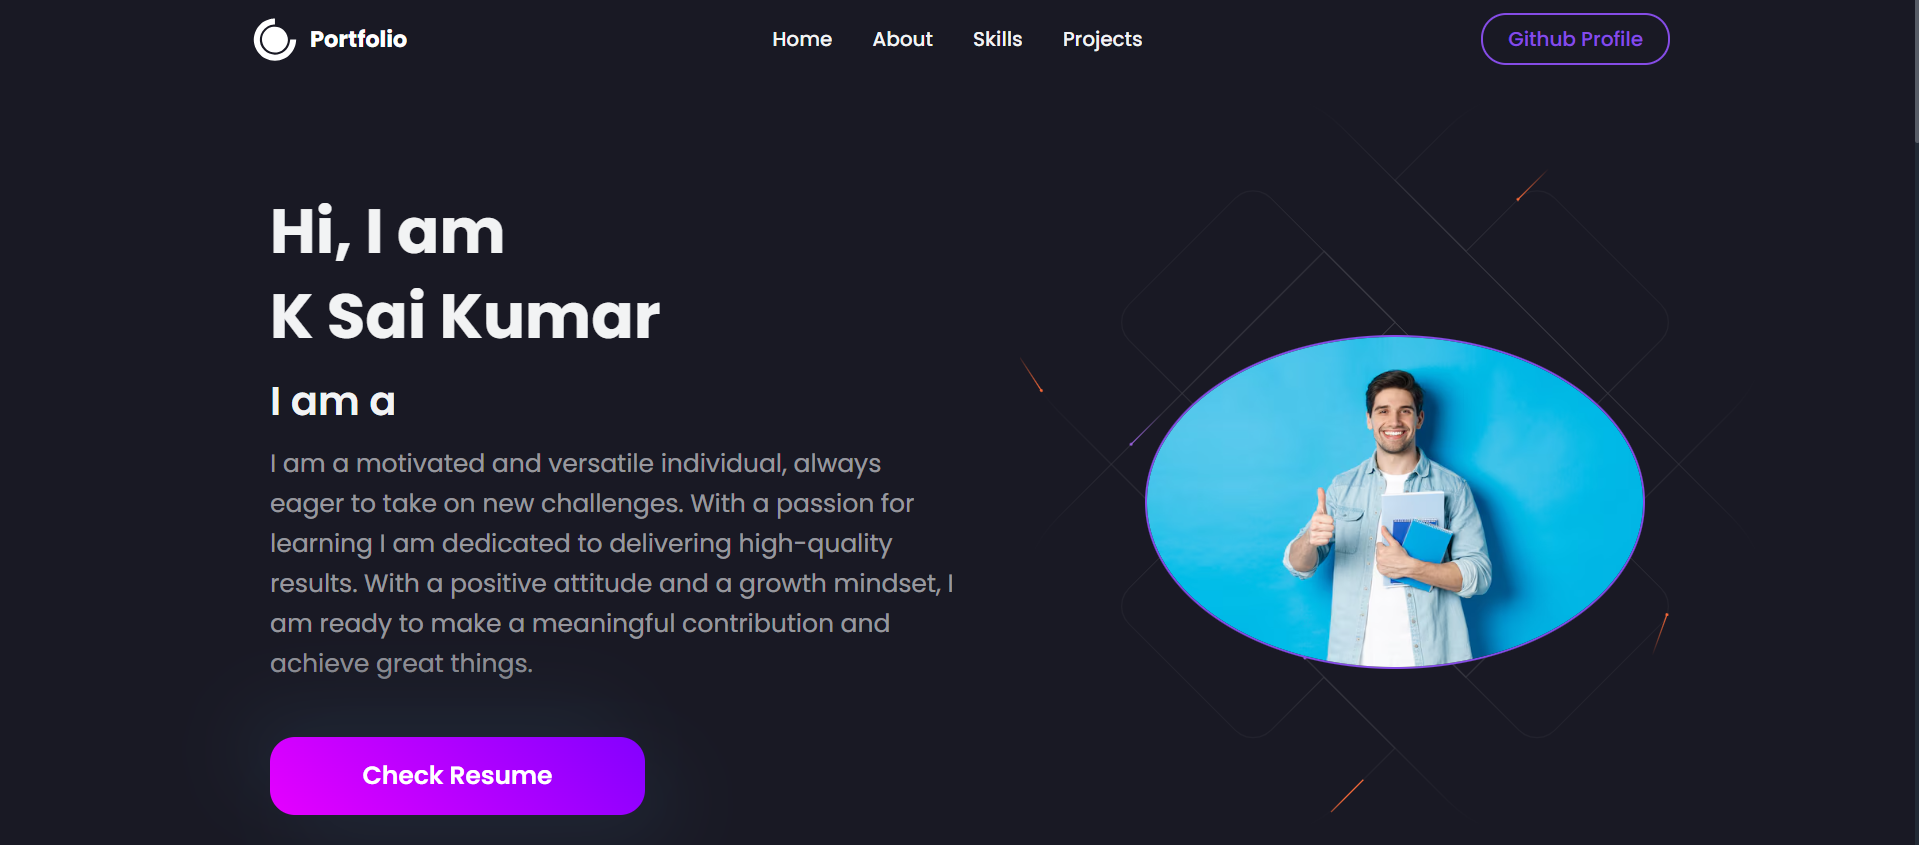 Portfolio
Home About Skills Projects
Github Profile
Hi, I am
K Sai Kumar
I am a
I am a motivated and versatile individual, always
eager to take on new challenges. With a passion for
learning I am dedicated to delivering high-quality
results. With a positive attitude and a growth mindset, I
am ready to make a meaningful contribution and
achieve great things.
Check Resume